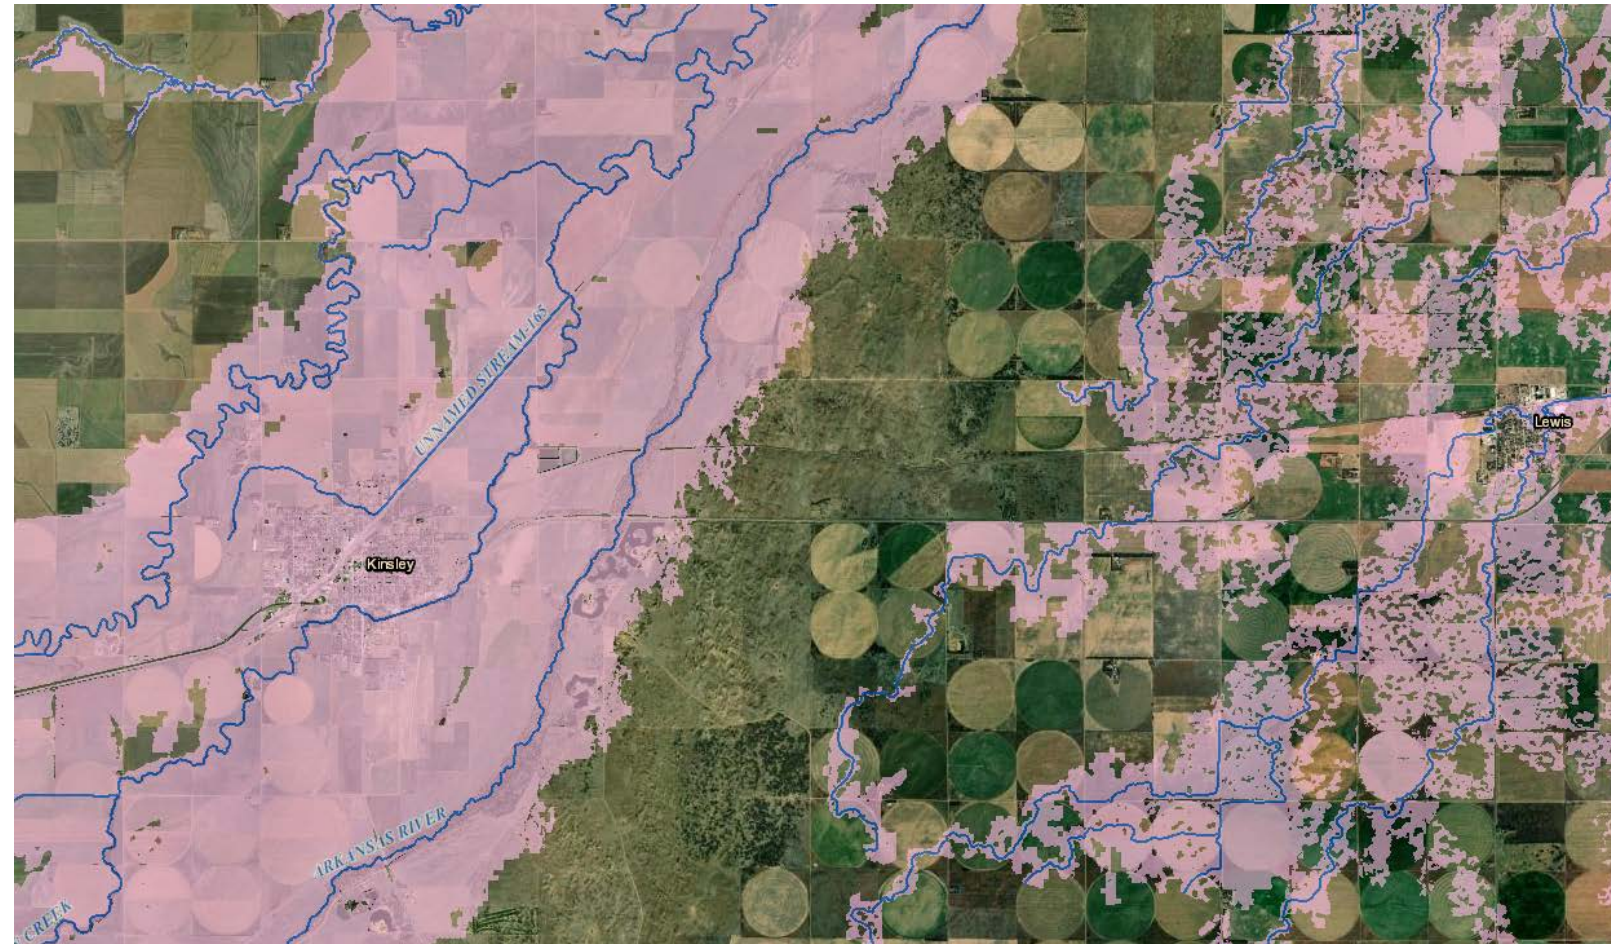 UNNAMED STREAM-165
Lewis
Kinsley
ARKANSAS RIVER
CREEK